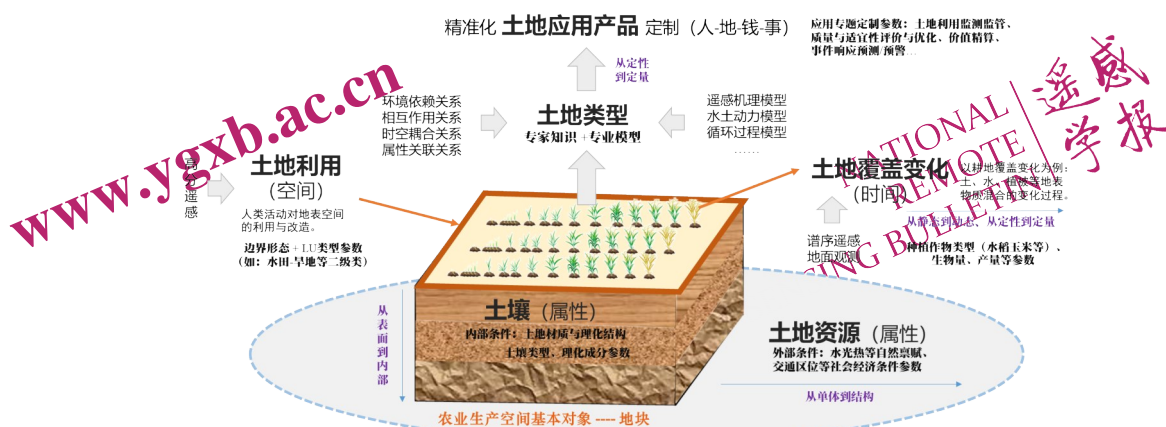 精准化 土地应用产品 定制（人-地-钱-事）
应用专题定制参数：土地利用监测监管、
质量与适宜性评价与优化、价值精算、
事件响应预测/预警…
从定性
到定量
环境依赖关系
相互作用关系
时空耦合关系
属性关联关系
土地类型
专家知识+专业模型
遥感机理模型
水土动力模型
循环过程模型
……
www.ygxb.ac.cn
NATIONAL
REMOTE
SING BULLETIN
遥感
学报
高分遥感
土地利用
（空间）
人类活动对地表空间
的利用与改造。
边界形态 + LU类型参数
（如：水田-旱地等二级类）
土地覆盖变化
（时间）
以耕地覆盖变化为例：
土、水、植被等地表
物质混合的变化过程。
从静态到动态、从定性到定量
谱序遥感
地面观测
种植作物类型（水稻玉米等）、
生物量、产量等参数
从表面到内部
土壤（属性）
内部条件：土地材质与理化结构
土壤类型、理化成分参数
土地资源（属性）
外部条件：水光热等自然禀赋、
交通区位等社会经济条件参数
从单体到结构
农业生产空间基本对象 ---- 地块